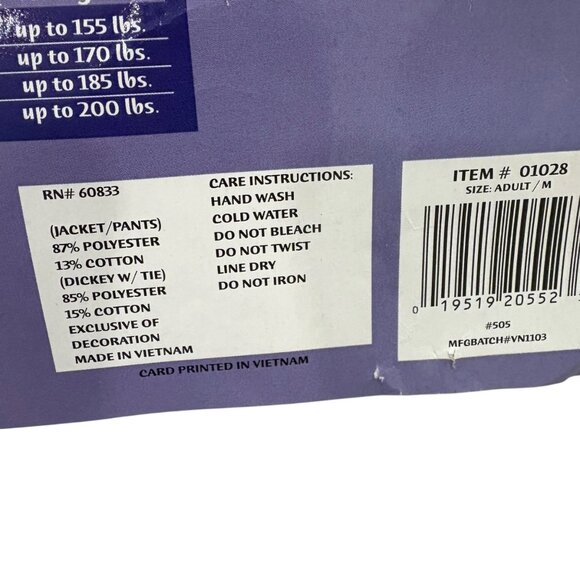 up to 155 lbs.
up to 170 lbs.
up to 185 lbs.
up to 200 lbs.
RN# 60833
(JACKET/PANTS)
87% POLYESTER
13% COTTON
(DICKEY W/ TIE)
85% POLYESTER
15% COTTON
EXCLUSIVE OF
DECORATION
MADE IN VIETNAM
CARE INSTRUCTIONS:
HAND WASH
COLD WATER
DO NOT BLEACH
DO NOT TWIST
LINE DRY
DO NOT IRON
CARD PRINTED IN VIETNAM
ITEM # 01028
SIZE: ADULT / M
0 19519 20552
#505
MFGBATCH#VN1103